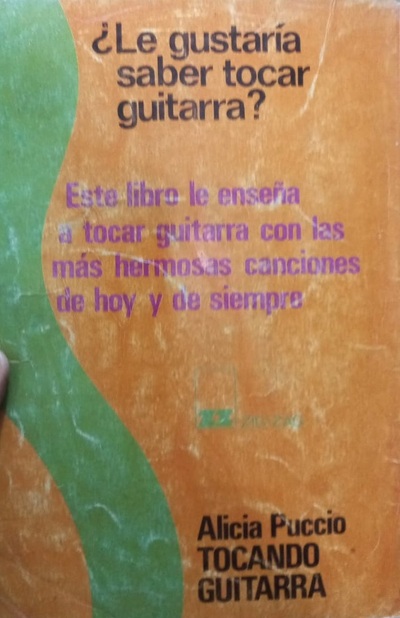 ¿Le gustaría
saber tocar
guitarra?
Este libro le enseña
a tocar guitarra con las
más hermosas canciones
de hoy y de siempre
Alicia Puccio
TOCANDO
GUITARRA